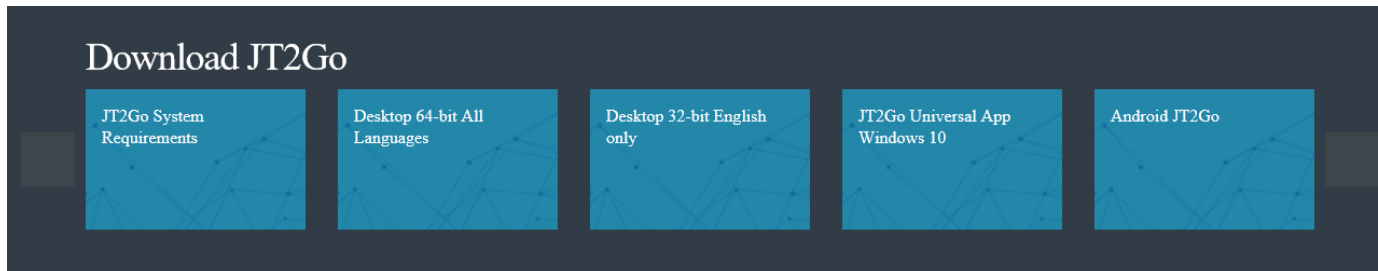 Download JT2Go
JT2Go System
Requirements
Desktop 64-bit All
Languages
Desktop 32-bit English
only
JT2Go Universal App
Windows 10
Android JT2Go